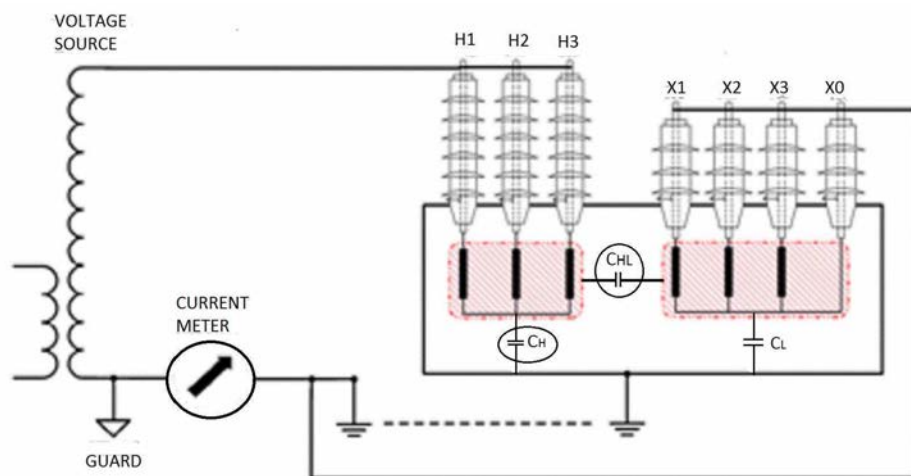 VOLTAGE
SOURCE
H1 H2 H3
X1 X2 X3 X0
CHL
CURRENT
METER
CH
CL
GUARD